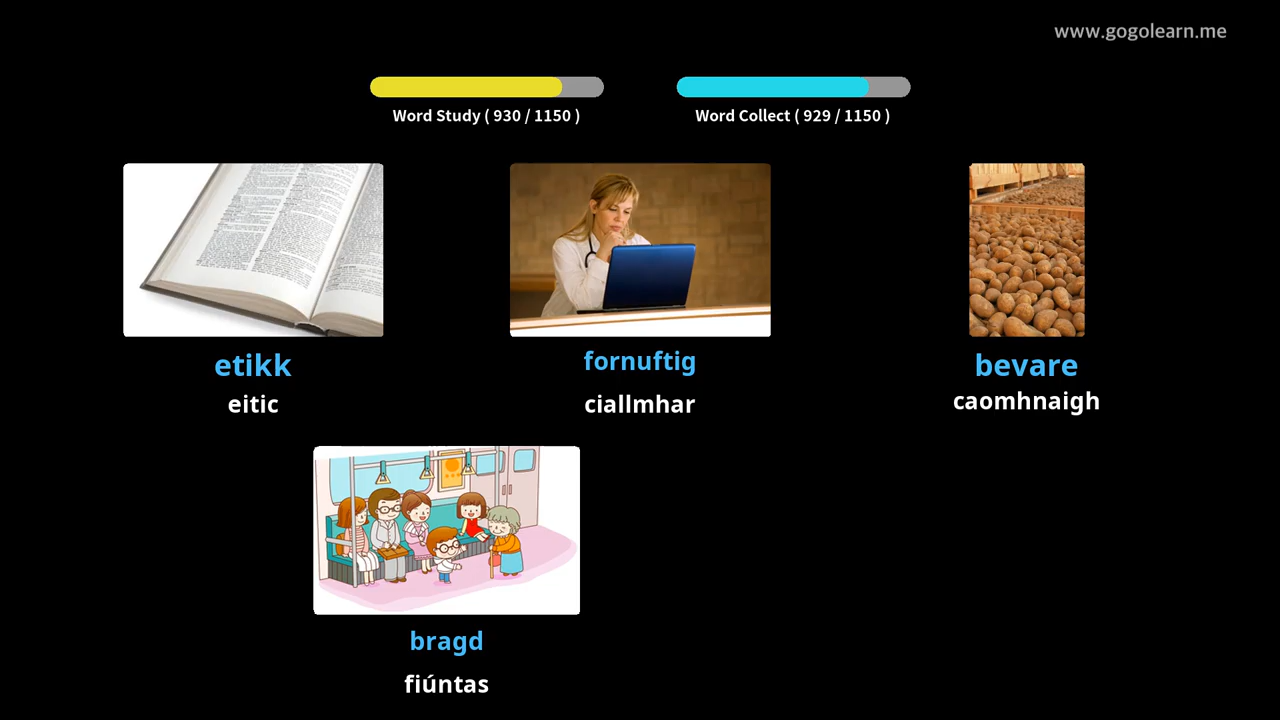 www.gogolearn.me
Word Study ( 930 / 1150 )
Word Collect ( 929 / 1150 )
etikk
eitic
fornuftig
ciallmhar
bevare
caomhnaigh
bragd
fiúntas